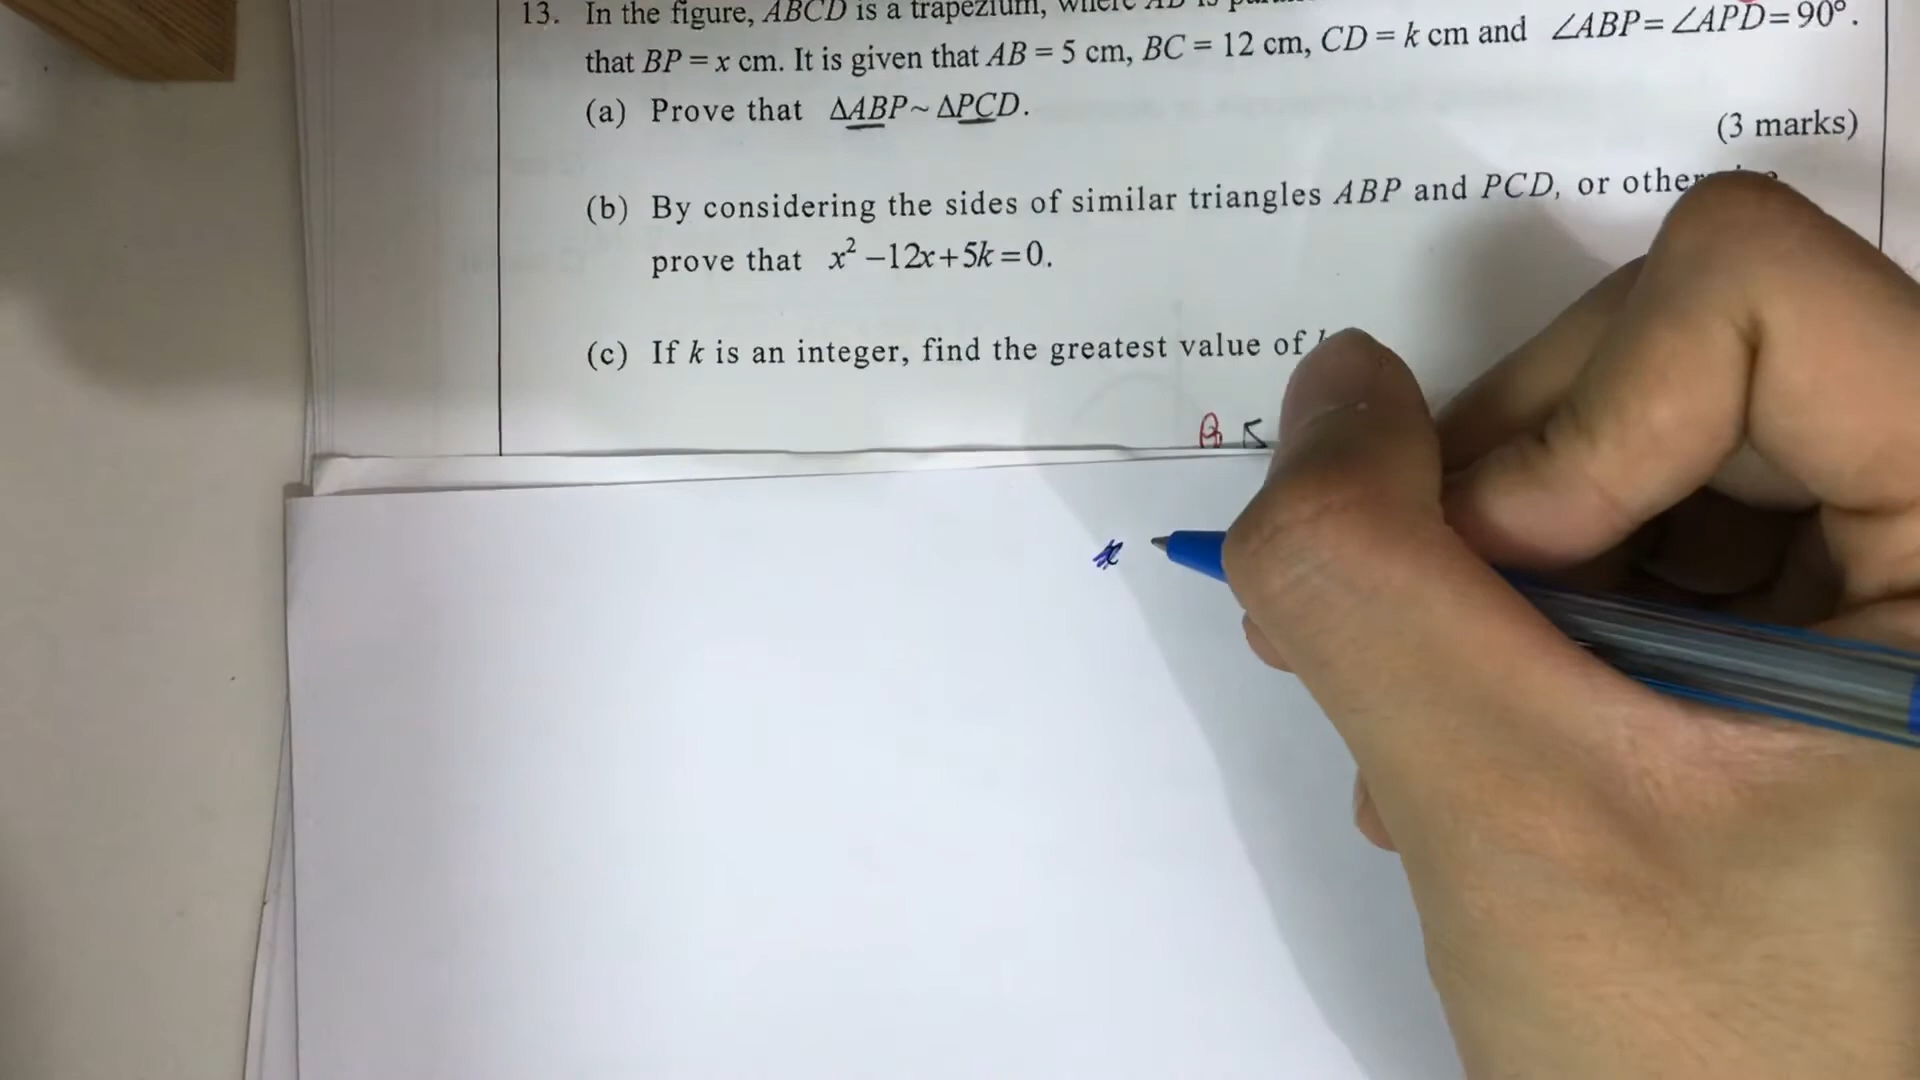 13. In the figure, ABCD is a trapezium, where AD is
that BP = x cm. It is given that AB = 5 cm, BC = 12 cm, CD = k cm and ∠ABP= ∠APD=90°.
(a) Prove that ΔABP~ ΔPCD.
(3 marks)
(b) By considering the sides of similar triangles ABP and PCD, or
prove that x² −12x+5k=0.
(c) If k is an integer, find the greatest value of
x